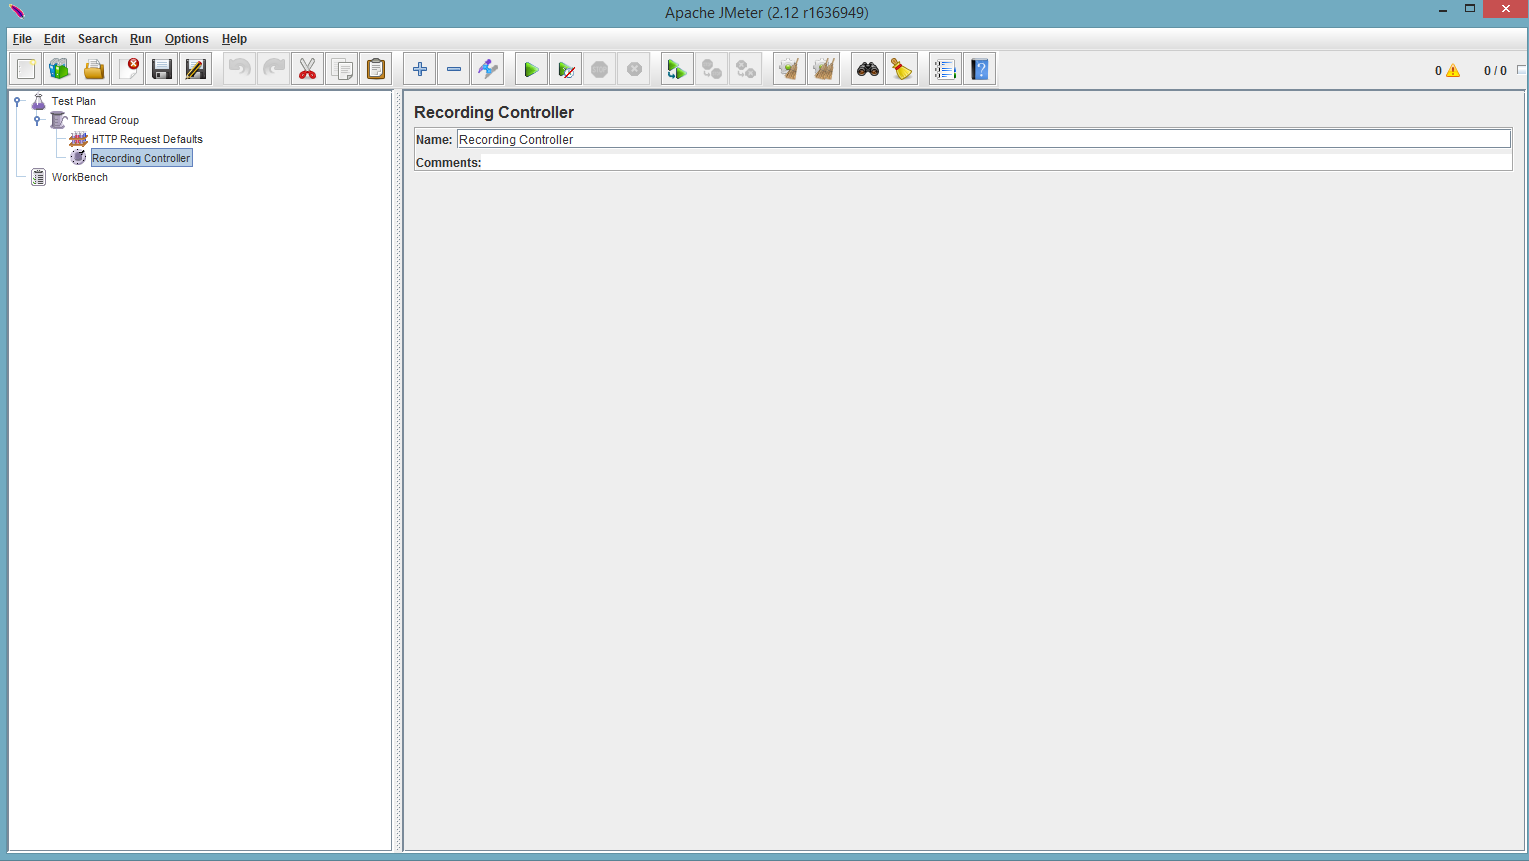 Apache JMeter (2.12 r1636949)
File Edit Search Run Options Help
0 0 / 0
Test Plan
Thread Group
HTTP Request Defaults
Recording Controller
WorkBench
Recording Controller
Name: Recording Controller
Comments: